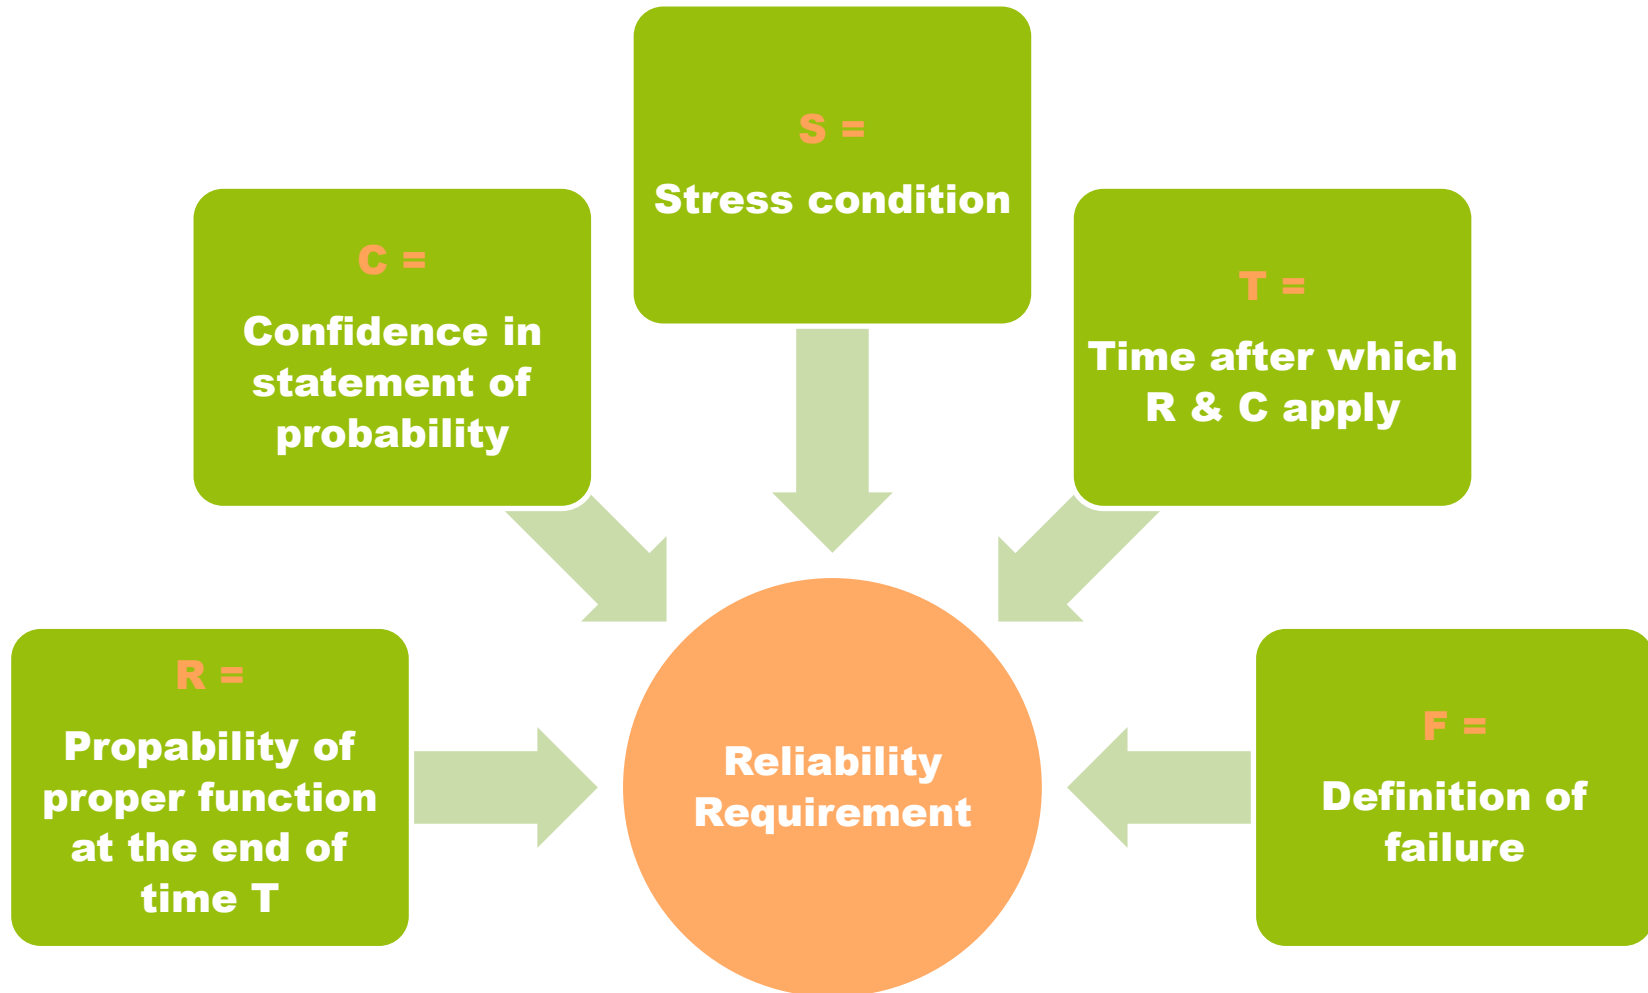 S =
Stress condition
C =
Confidence in
statement of
probability
T =
Time after which
R & C apply
R =
Propability of
proper function
at the end of
time T
Reliability
Requirement
F =
Definition of
failure